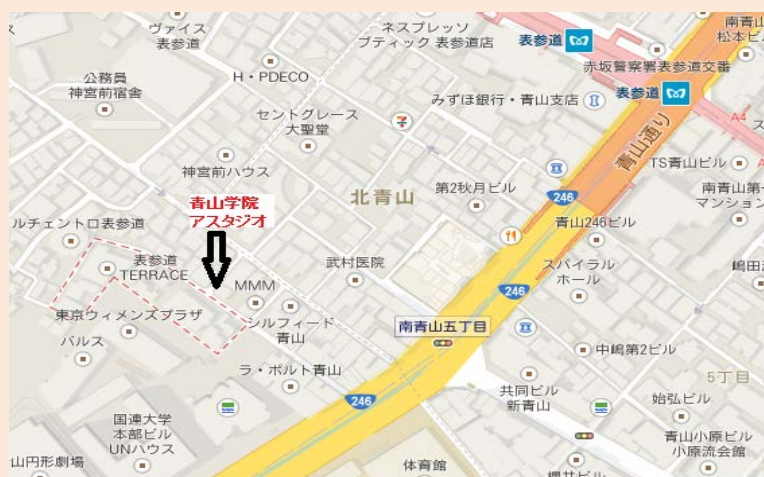 ヴァイス
表参道
ネスプレッソ
ブティック 表参道店
表参道
南青山
松本ビ
赤坂警察署表参道交番
公務員
神宮前宿舎
H・PDECO
みずほ銀行・青山支店
表参道
A4
セントグレース
大聖堂
青山通り
TS青山ビル
神宮前ハウス
北青山
第2秋月ビル
246
南青山第一
マンション
青山学院
アスタジオ
ルチェントロ表参道
青山246ビル
表参道
TERRACE
武村医院
スパイラル
ホール
嶋田
MMM
246
東京ウィメンズプラザ
シルフィード
青山
南青山五丁目
パルス
中嶋第2ビル
ラ・ポルト青山
5丁目
246
共同ビル
新青山
始弘ビル
国連大学
本部ビル
UNハウス
青山小原ビル
小原流会館
山円形劇場
体育館
櫻井ビル